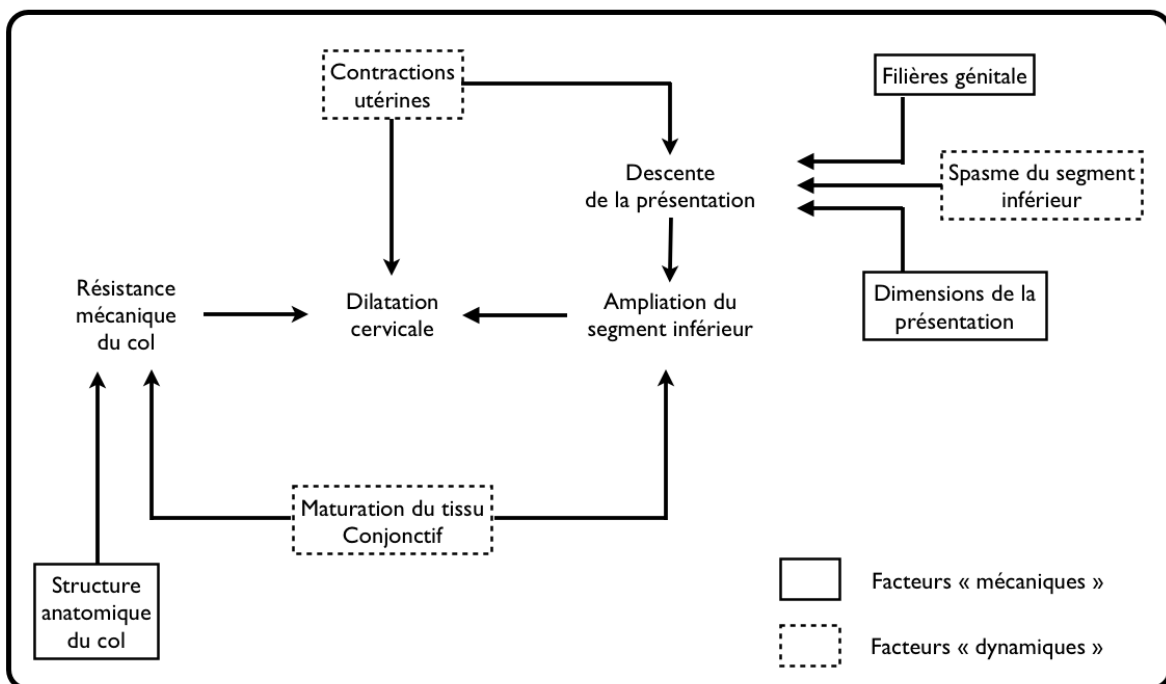 Contractions
utérines
Filières génitale
Descente
de la présentation
Spasme du segment
inférieur
Résistance
mécanique
du col
Dilatation
cervicale
Ampliation du
segment inférieur
Dimensions de la
présentation
Maturation du tissu
Conjonctif
Structure
anatomique
du col
Facteurs « mécaniques »
Facteurs « dynamiques »